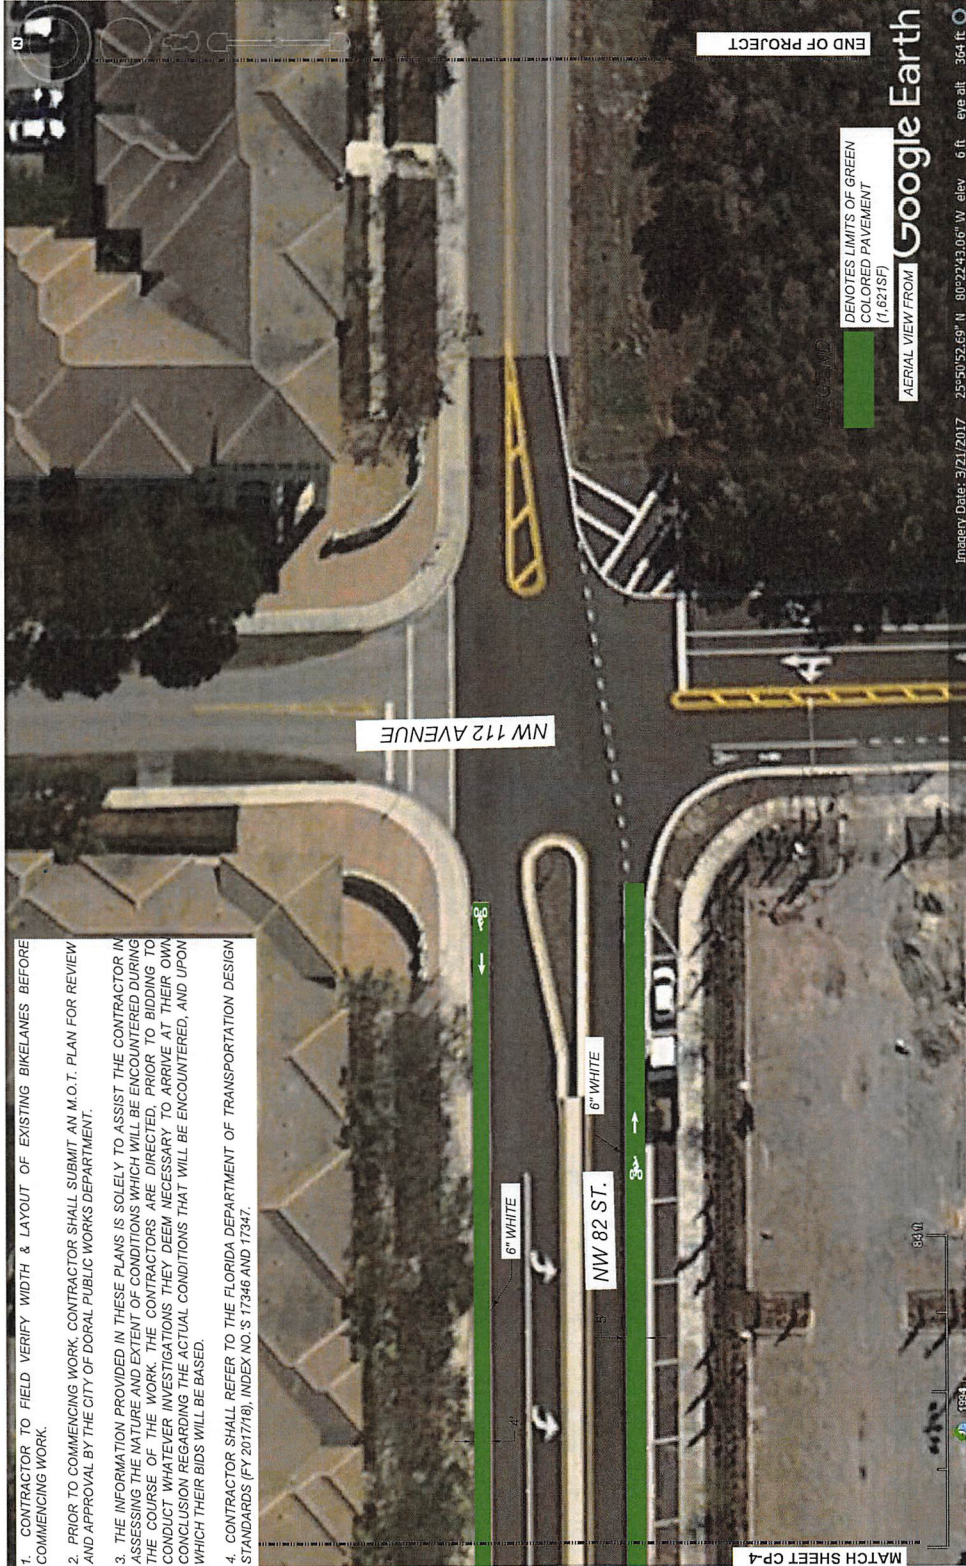 1. CONTRACTOR TO FIELD VERIFY WIDTH & LAYOUT OF EXISTING BIKELANES BEFORE
COMMENCING WORK.
2. PRIOR TO COMMENCING WORK, CONTRACTOR SHALL SUBMIT AN M.O.T. PLAN FOR REVIEW
AND APPROVAL BY THE CITY OF DORAL PUBLIC WORKS DEPARTMENT.
3. THE INFORMATION PROVIDED IN THESE PLANS IS SOLELY TO ASSIST THE CONTRACTOR IN
ASSESSING THE NATURE AND EXTENT OF CONDITIONS WHICH WILL BE ENCOUNTERED DURING
THE COURSE OF THE WORK. THE CONTRACTORS ARE DIRECTED, PRIOR TO BIDDING TO
CONDUCT WHATEVER INVESTIGATIONS THEY DEEM NECESSARY TO ARRIVE AT THEIR OWN
CONCLUSION REGARDING THE ACTUAL CONDITIONS THAT WILL BE ENCOUNTERED, AND UPON
WHICH THEIR BIDS WILL BE BASED.
4. CONTRACTOR SHALL REFER TO THE FLORIDA DEPARTMENT OF TRANSPORTATION DESIGN
STANDARDS (FY 2017/18), INDEX NO.'S 17346 AND 17347.
N
NW 112 AVENUE
6" WHITE
4'
6" WHITE
NW 82 ST.
5'
END OF PROJECT
MATCH SHEET CP-4
84 ft
LEGEND
DENOTES LIMITS OF GREEN
COLORED PAVEMENT
(1,621SF)
AERIAL VIEW FROM
Google Earth
1994
Imagery Date: 3/21/2017 25°50'52.69" N 80°22'43.06" W elev 6 ft eye alt 364 ft